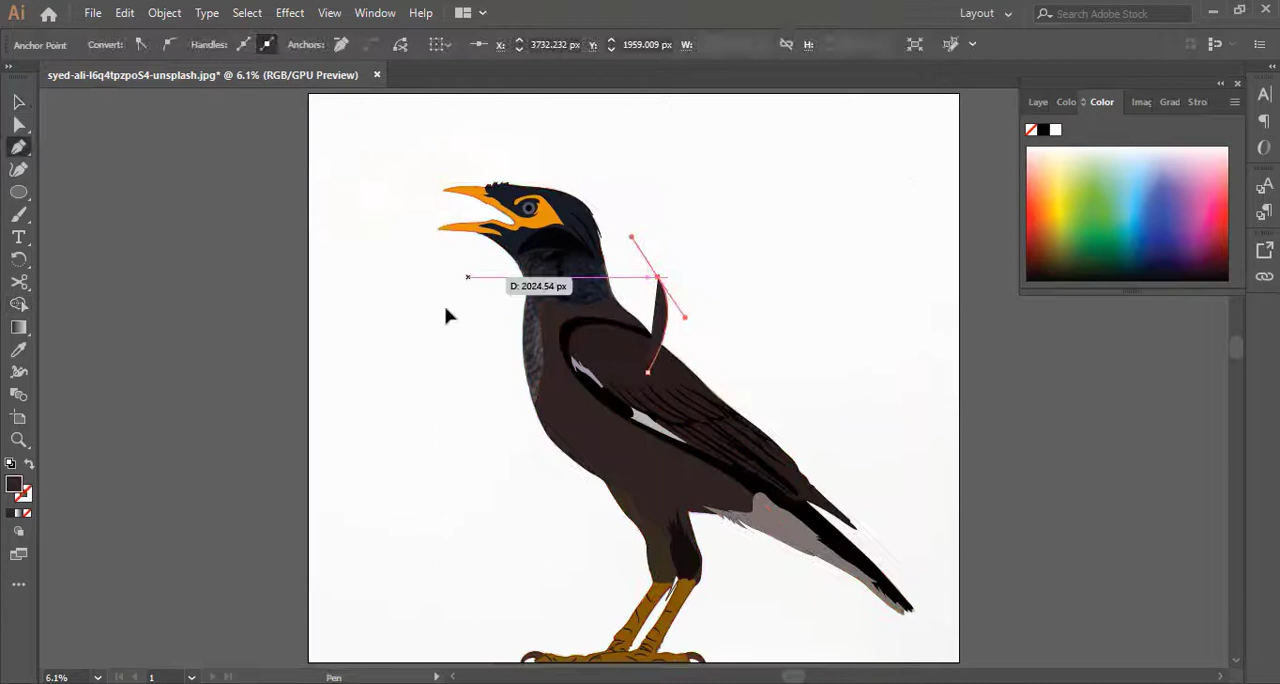 Ai File Edit Object Type Select Effect View Window Help Layout Search Adobe Stock
Anchor Point Convert: Handles: Anchors: X: 3732.232 px Y: 1959.009 px W: H:
syed-ali-I6q4tpzpoS4-unsplash.jpg* @ 6.1% (RGB/GPU Preview) ×
Laye Colo Color Imag Grad Stro
D: 2024.54 px
6.1% 1 Pen